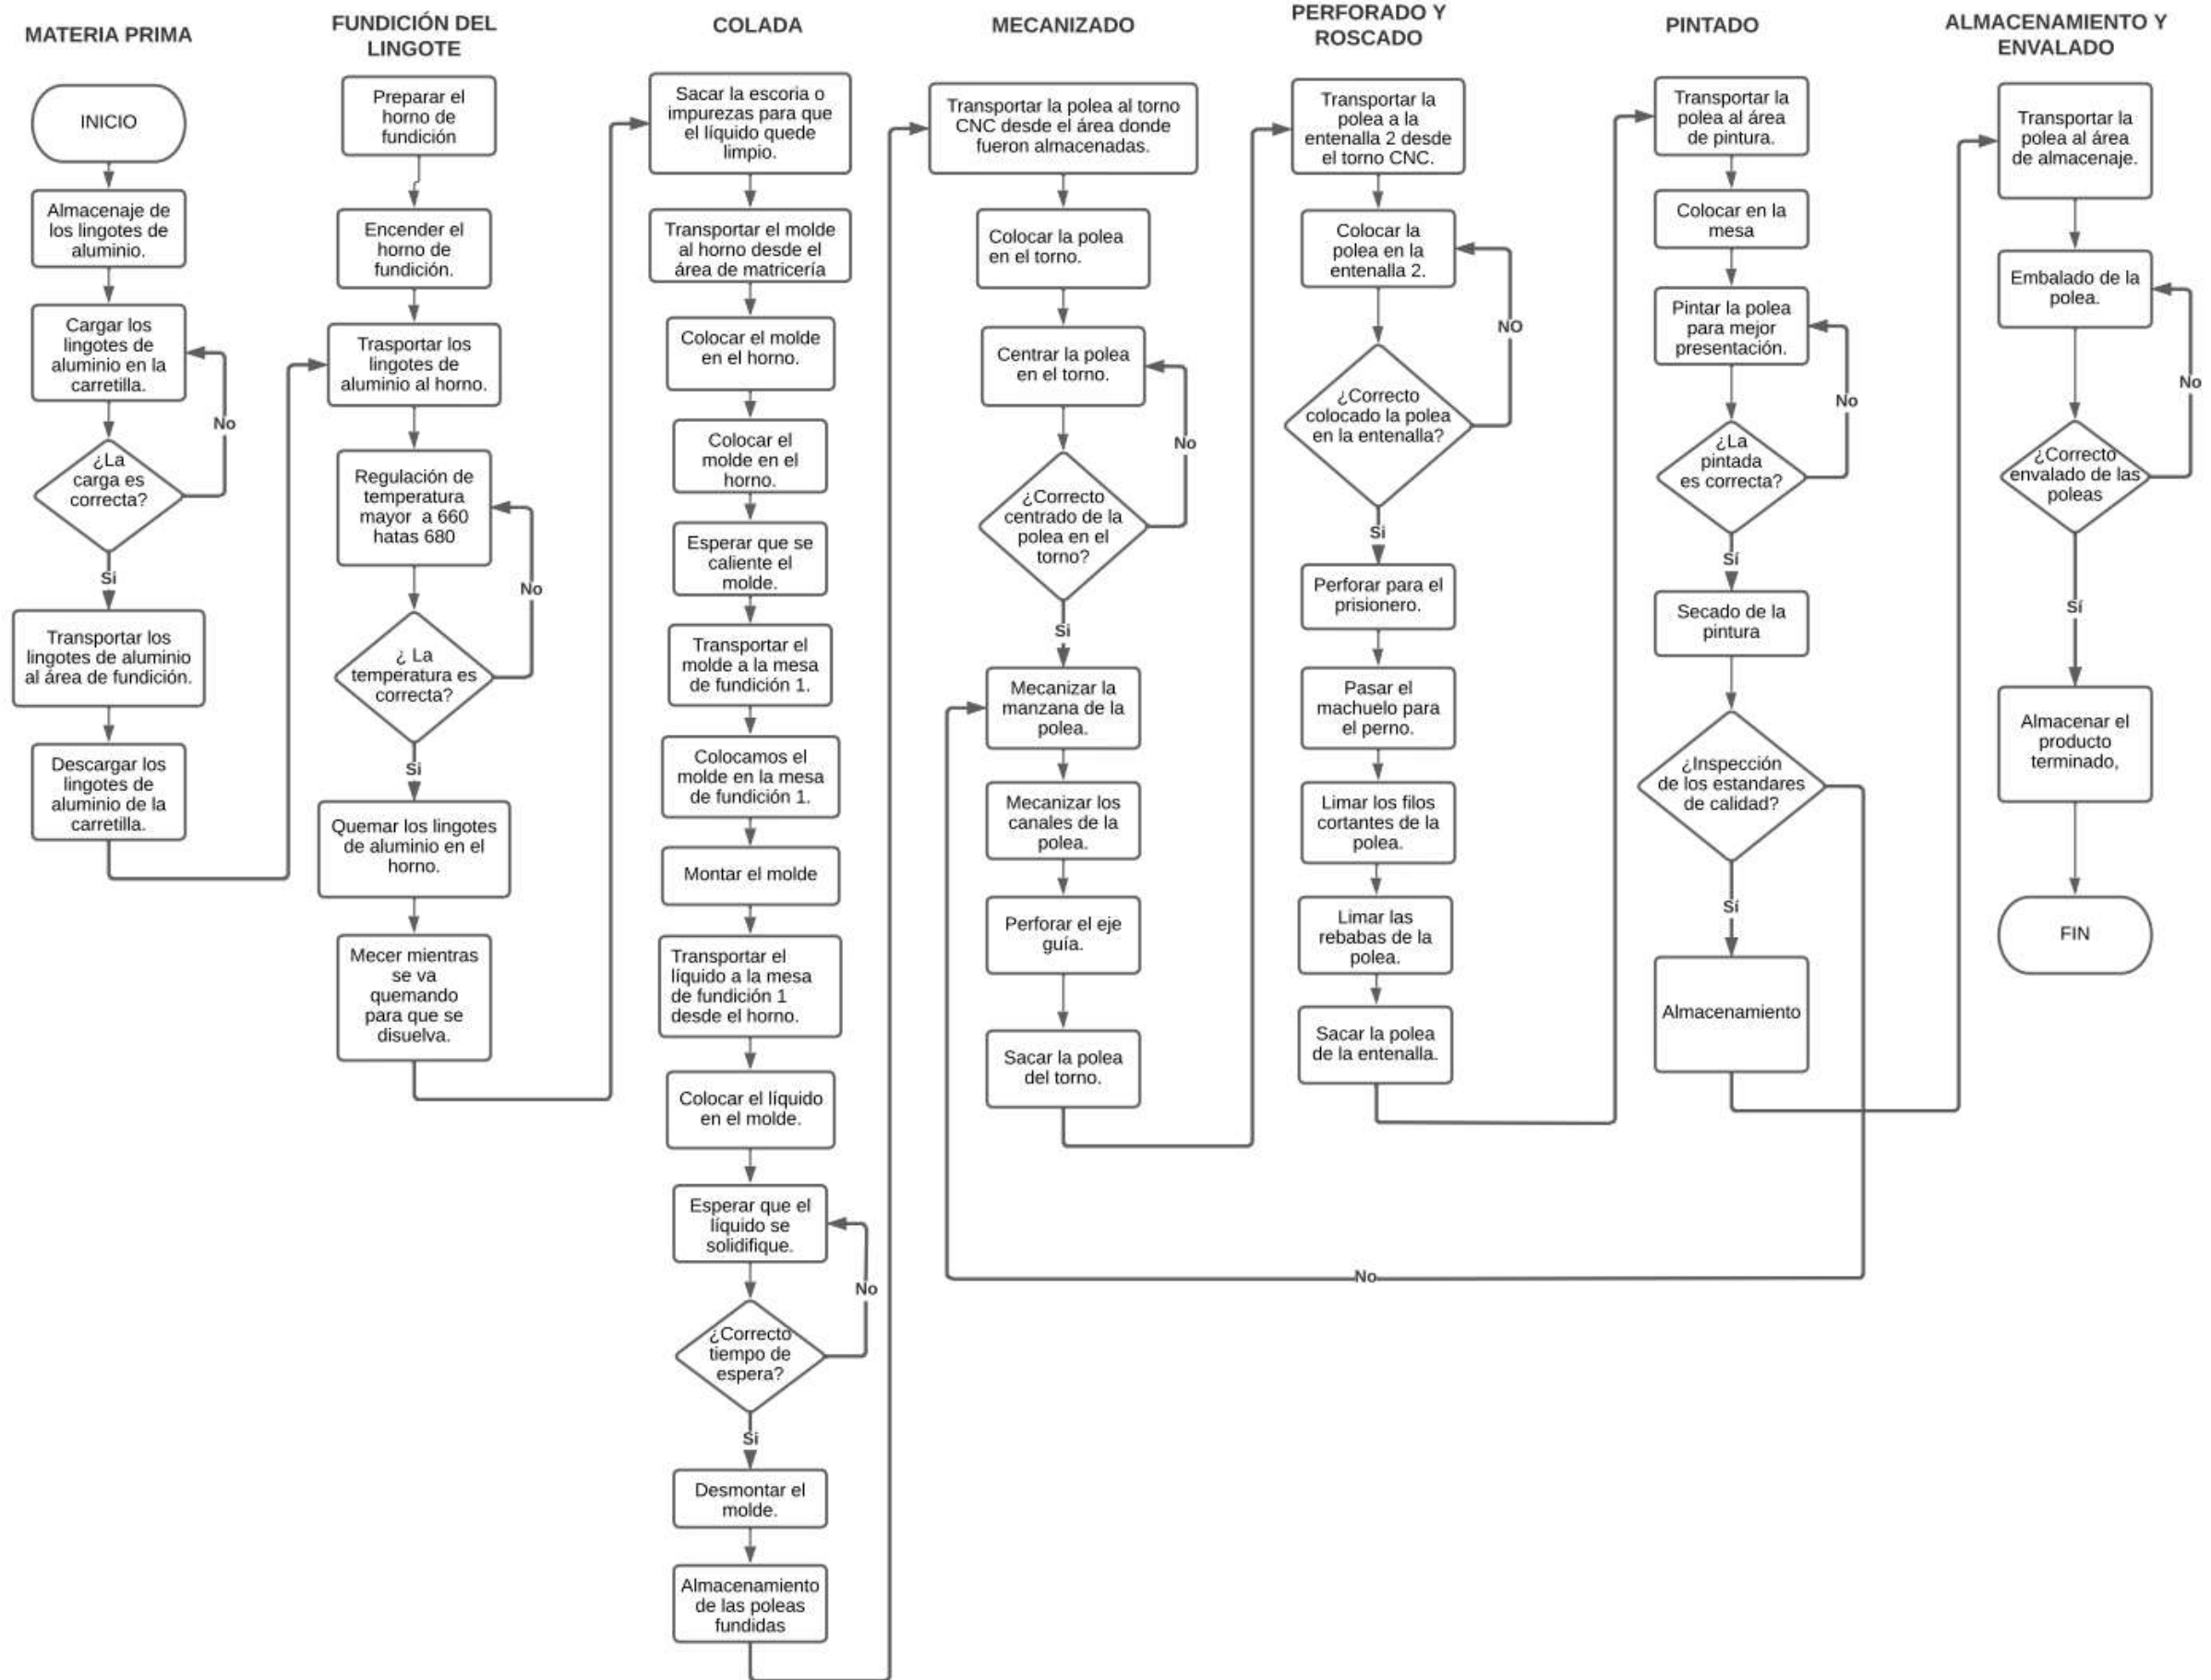 MATERIA PRIMA
INICIO
Almacenaje de
los lingotes de
aluminio.
Cargar los
lingotes de
aluminio en la
carretilla.
No
¿La
carga es
correcta?
Si
Transportar los
lingotes de aluminio
al área de fundición.
Descargar los
lingotes de
aluminio de la
carretilla.
FUNDICIÓN DEL
LINGOTE
Preparar el
horno de
fundición
Encender el
horno de
fundición.
Trasportar los
lingotes de
aluminio al horno.
Regulación de
temperatura
mayor a 660
hatas 680
No
¿ La
temperatura es
correcta?
Si
Quemar los lingotes
de aluminio en el
horno.
Mecer mientras
se va
quemando
para que se
disuelva.
COLADA
Sacar la escoria o
impurezas para que
el líquido quede
limpio.
Transportar el molde
al horno desde el
área de matricería
Colocar el molde
en el horno.
Colocar el
molde en el
horno.
Esperar que se
caliente el
molde.
Transportar el
molde a la mesa
de fundición 1.
Colocamos el
molde en la mesa
de fundición 1.
Montar el molde
Transportar el
líquido a la mesa
de fundición 1
desde el horno.
Colocar el líquido
en el molde.
Esperar que el
líquido se
solidifique.
No
¿Correcto
tiempo de
espera?
Si
Desmontar el
molde.
Almacenamiento
de las poleas
fundidas
MECANIZADO
Transportar la polea al torno
CNC desde el área donde
fueron almacenadas.
Colocar la polea
en el torno.
Centrar la polea
en el torno.
No
¿Correcto
centrado de la
polea en el
torno?
Si
Mecanizar la
manzana de la
polea.
Mecanizar los
canales de la
polea.
Perforar el eje
guía.
Sacar la polea
del torno.
PERFORADO Y
ROSCADO
Transportar la
polea a la
entenalla 2 desde
el torno CNC.
Colocar la
polea en la
entenalla 2.
NO
¿Correcto
colocado la polea
en la entenalla?
Si
Perforar para el
prisionero.
Pasar el
machuelo para
el perno.
Limar los filos
cortantes de la
polea.
Limar las
rebabas de la
polea.
Sacar la polea
de la entenalla.
PINTADO
Transportar la
polea al área
de pintura.
Colocar en la
mesa
Pintar la polea
para mejor
presentación.
No
¿La
pintada
es correcta?
Sí
Secado de la
pintura
¿Inspección
de los estandares
de calidad?
Sí
Almacenamiento
No
ALMACENAMIENTO Y
ENVALADO
Transportar la
polea al área
de almacenaje.
Embalado de la
polea.
No
¿Correcto
envalado de las
poleas
Sí
Almacenar el
producto
terminado,
FIN